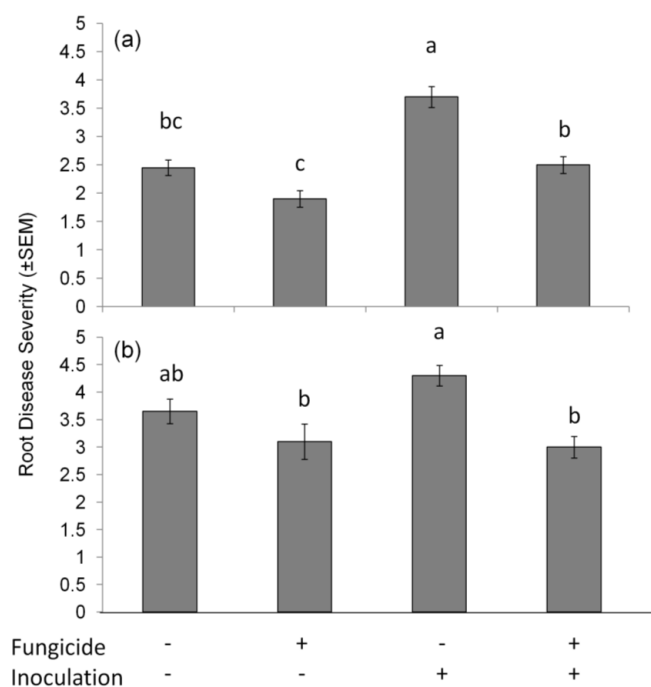 Root Disease Severity (±SEM)
(a)
5
4.5
4
3.5
3
2.5
2
1.5
1
0.5
0
bc
c
a
b
(b)
5
4.5
4
3.5
3
2.5
2
1.5
1
0.5
0
ab
b
a
b
Fungicide - + - +
Inoculation - - + +